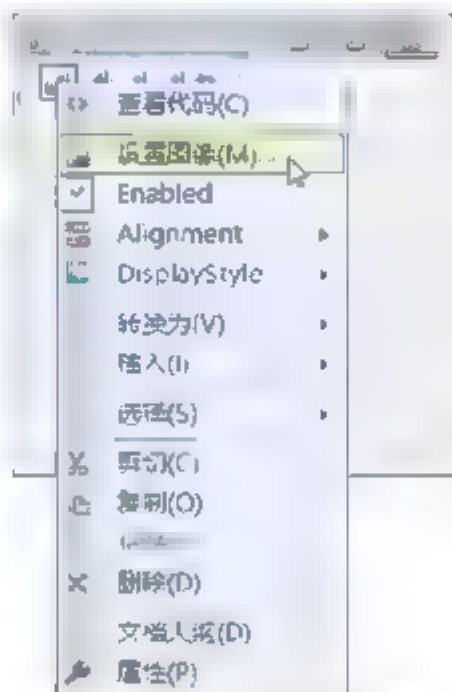 查看代码(C)
设置图像(M)...
Enabled
Alignment
DisplayStyle
转换为(V)
插入(I)
选择(S)
剪切(C)
复制(O)
删除(D)
文档大纲(D)
属性(P)